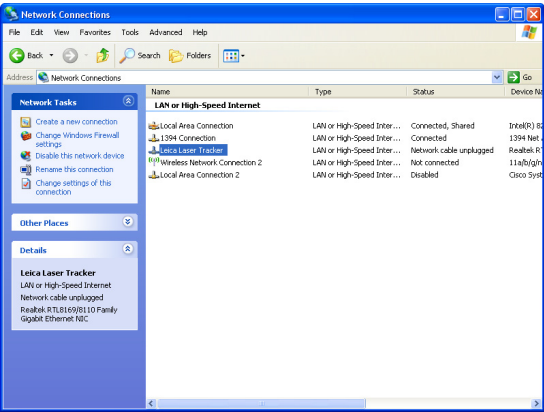 Network Connections
File Edit View Favorites Tools Advanced Help
Back Search Folders
Address Network Connections Go
Name Type Status Device Na
Network Tasks
Create a new connection
Change Windows Firewall
settings
Disable this network device
Rename this connection
Change settings of this
connection
Other Places
Details
Leica Laser Tracker
LAN or High-Speed Internet
Network cable unplugged
Realtek RTL8169/8110 Family
Gigabit Ethernet NIC
LAN or High-Speed Internet
Local Area Connection LAN or High-Speed Inter... Connected, Shared Intel(R) 82
1394 Connection LAN or High-Speed Inter... Connected 1394 Net
Leica Laser Tracker LAN or High-Speed Inter... Network cable unplugged Realtek RT
Wireless Network Connection 2 LAN or High-Speed Inter... Not connected 11a/b/g/n
Local Area Connection 2 LAN or High-Speed Inter... Disabled Cisco Syst